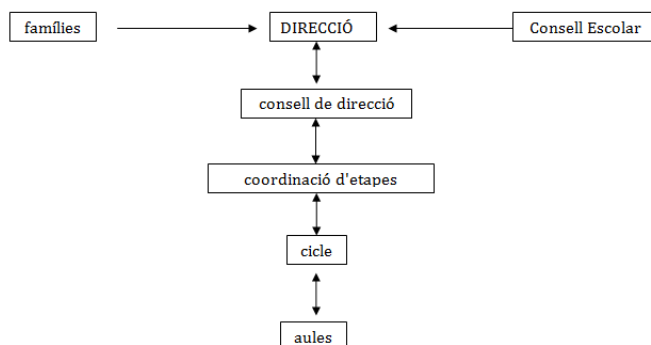 famílies
DIRECCIÓ
Consell Escolar
consell de direcció
coordinació d'etapes
cicle
aules